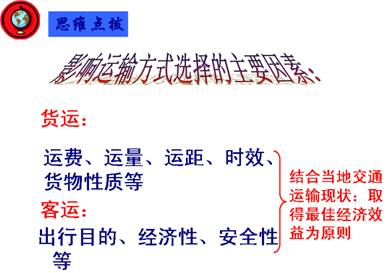 思维点拨
影响运输方式选择的主要因素：
货运：
运费、运量、运距、时效、
货物性质等
客运：
出行目的、经济性、安全性
等
结合当地交通
运输现状：取
得最佳经济效
益为原则